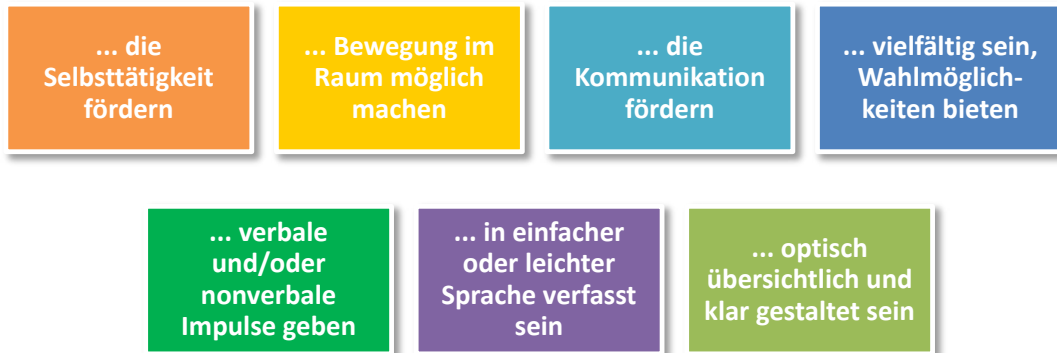 ... die
Selbsttätigkeit
fördern
... Bewegung im
Raum möglich
machen
... die
Kommunikation
fördern
... vielfältig sein,
Wahlmöglich-
keiten bieten
... verbale
und/oder
nonverbale
Impulse geben
... in einfacher
oder leichter
Sprache verfasst
sein
... optisch
übersichtlich und
klar gestaltet sein